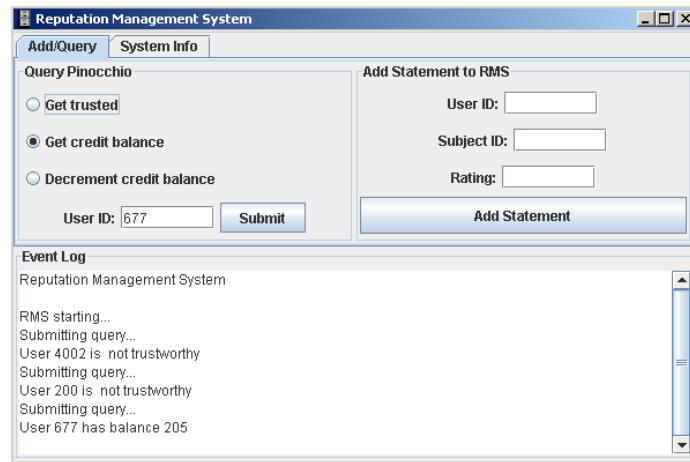 Reputation Management System
Add/Query System Info
Query Pinocchio
Get trusted
Get credit balance
Decrement credit balance
User ID: 677 Submit
Add Statement to RMS
User ID:
Subject ID:
Rating:
Add Statement
Event Log
Reputation Management System
RMS starting...
Submitting query...
User 4002 is  not trustworthy
Submitting query...
User 200 is  not trustworthy
Submitting query...
User 677 has balance 205